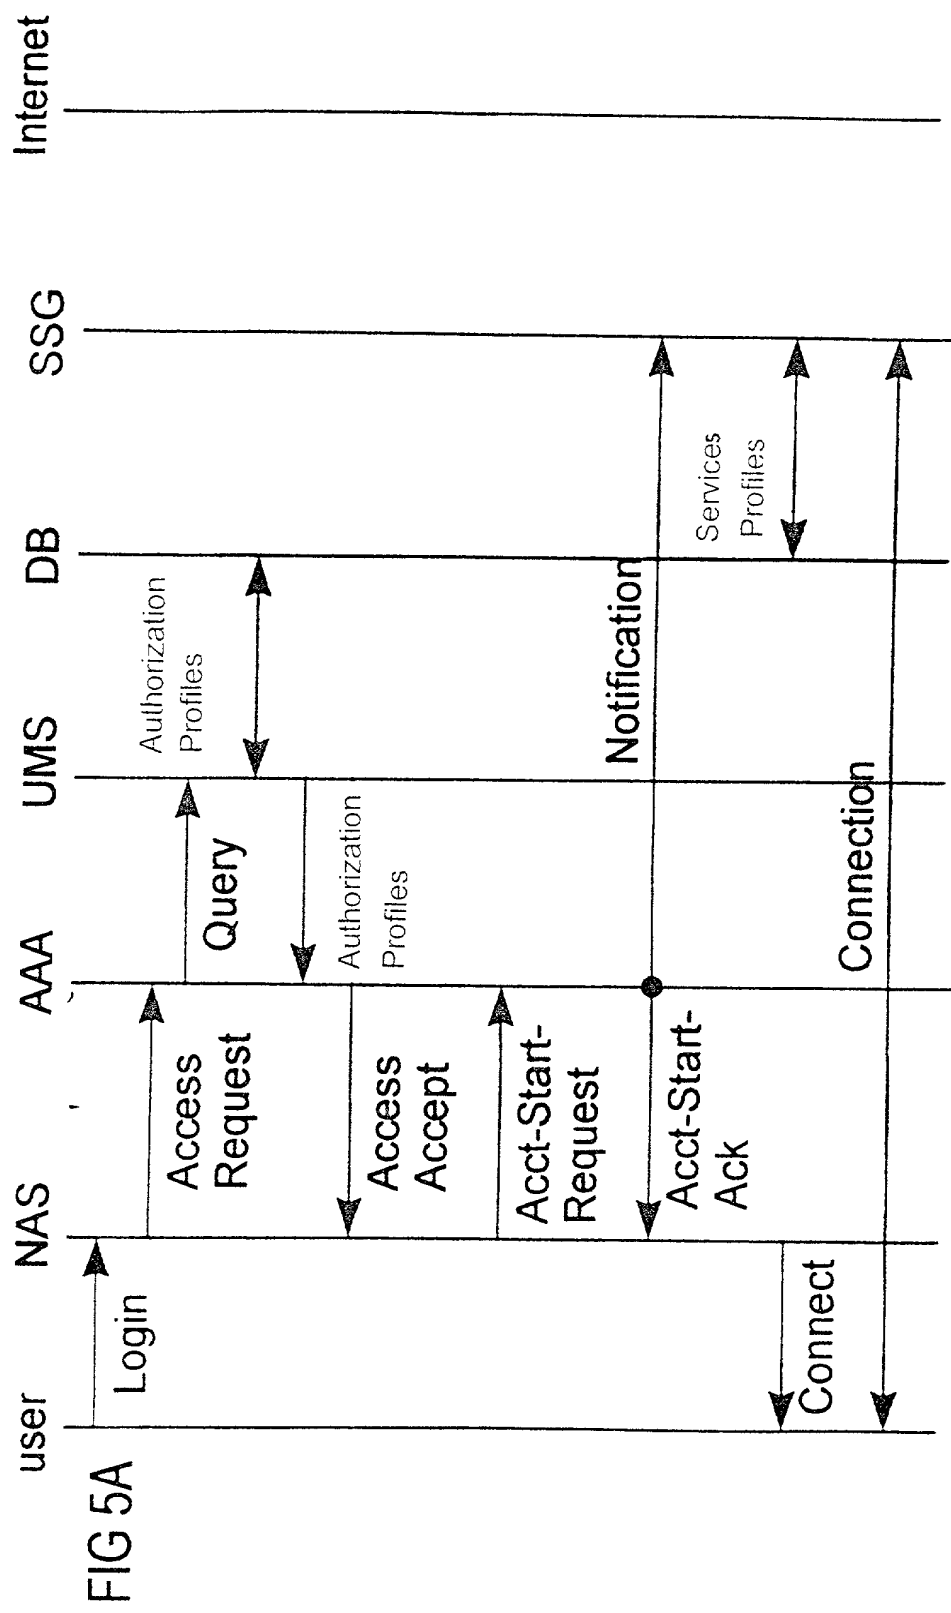 FIG 5A
user
NAS
AAA
UMS
DB
SSG
Internet
Login
Access
Request
Query
Authorization
Profiles
Authorization
Profiles
Access
Accept
Acct-Start-
Request
Notification
Acct-Start-
Ack
Services
Profiles
Connect
Connection